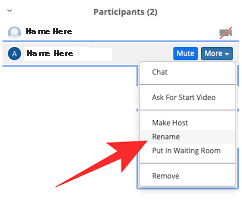 Participants (2)
Name Here
A Name Here Mute More
Chat
Ask For Start Video
Make Host
Rename
Put In Waiting Room
Remove